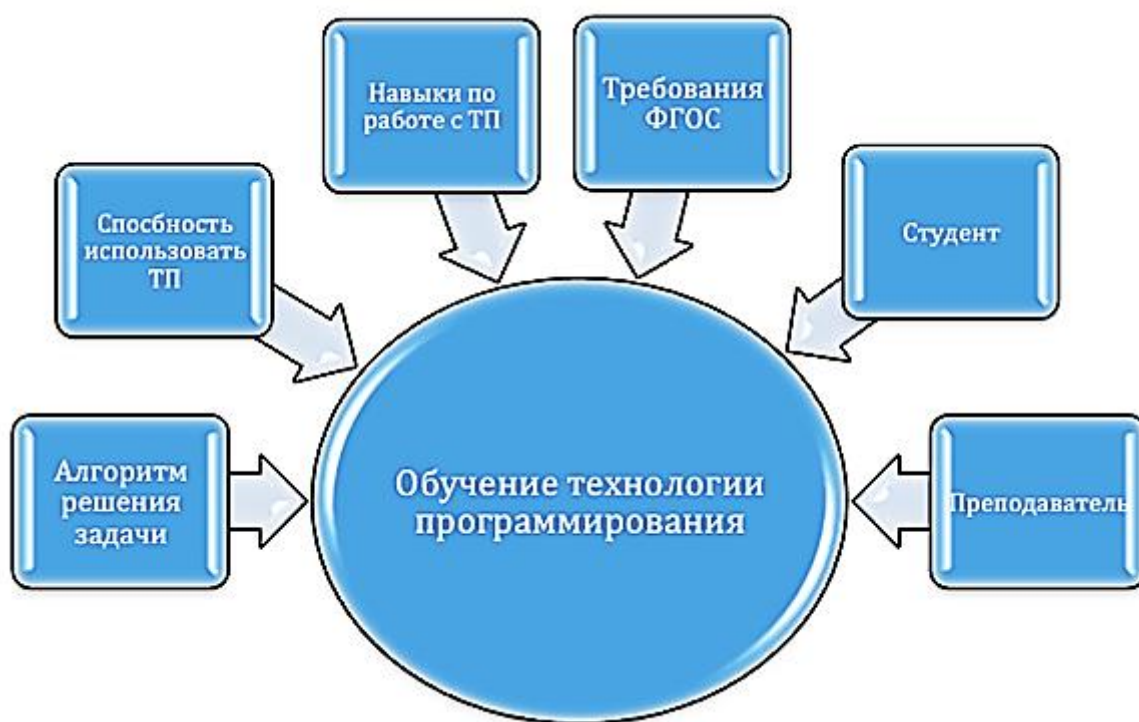 Навыки по
работе с ТП
Требования
ФГОС
Спосбность
использовать
ТП
Студент
Алгоритм
решения
задачи
Обучение технологии
программирования
Преподаватель